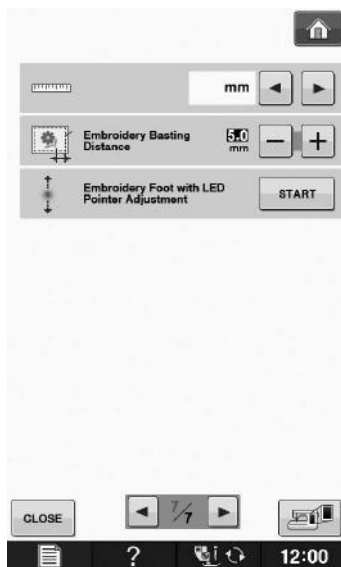 mm
Embroidery Basting
Distance
5.0
mm
Embroidery Foot with LED
Pointer Adjustment
START
CLOSE
7/7
?
12:00